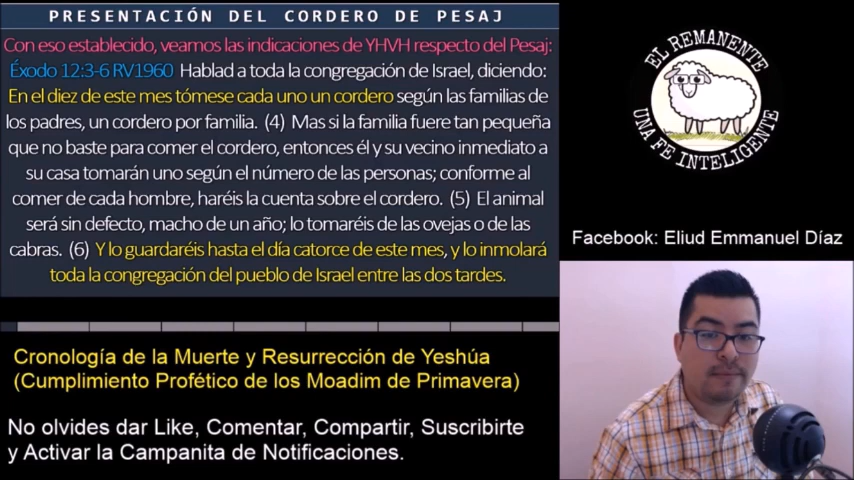 PRESENTACIÓN DEL CORDERO DE PESAJ
Con eso establecido, veamos las indicaciones de YHVH respecto del Pesaj:
Éxodo 12:3-6 RV1960 Hablad a toda la congregación de Israel, diciendo:
En el diez de este mes tómese cada uno un cordero según las familias de
los padres, un cordero por familia. (4) Mas si la familia fuere tan pequeña
que no baste para comer el cordero, entonces él y su vecino inmediato a
su casa tomarán uno según el número de las personas; conforme al
comer de cada hombre, haréis la cuenta sobre el cordero. (5) El animal
será sin defecto, macho de un año; lo tomaréis de las ovejas o de las
cabras. (6) Y lo guardaréis hasta el día catorce de este mes, y lo inmolará
toda la congregación del pueblo de Israel entre las dos tardes.
EL REMANENTE
UNA FE INTELIGENTE
Facebook: Eliud Emmanuel Díaz
Cronología de la Muerte y Resurrección de Yeshúa
(Cumplimiento Profético de los Moadim de Primavera)
No olvides dar Like, Comentar, Compartir, Suscribirte
y Activar la Campanita de Notificaciones.